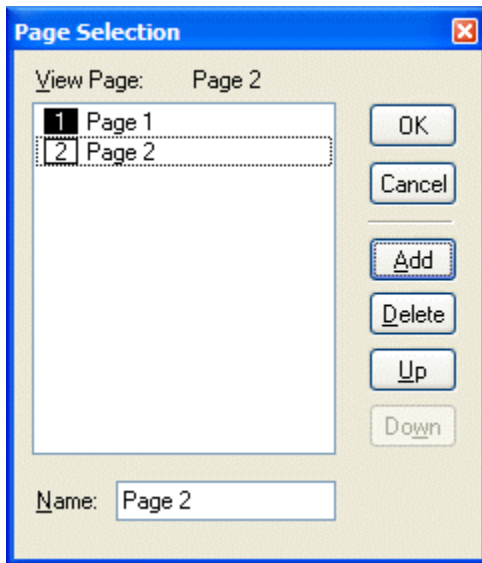 Page Selection
View Page: Page 2
1 Page 1
2 Page 2
OK
Cancel
Add
Delete
Up
Down
Name: Page 2